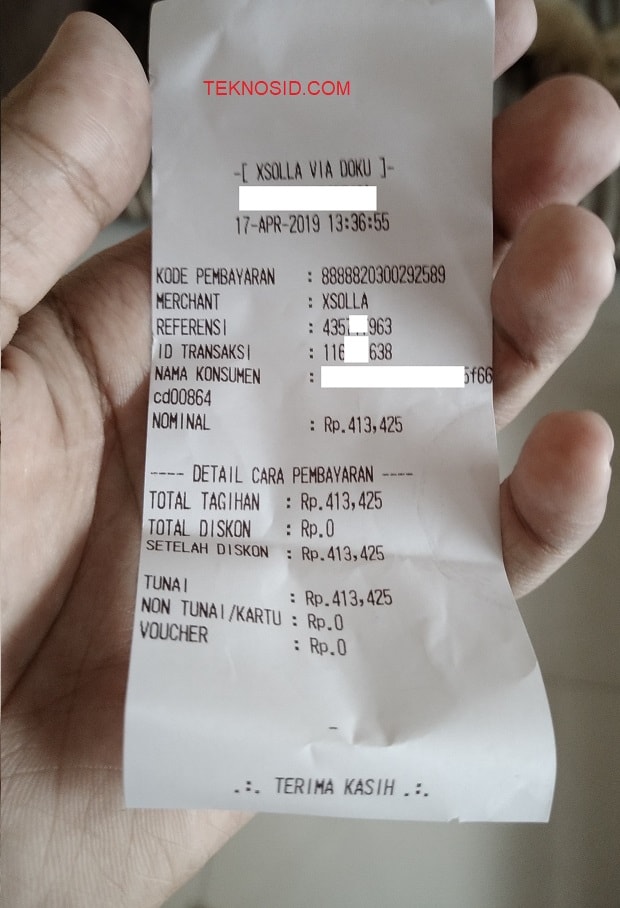 TEKNOSID.COM
-[ XSOLLA VIA DOKU ]-
17-APR-2019 13:36:55
KODE PEMBAYARAN : 8888820300292589
MERCHANT : XSOLLA
REFERENSI : 435 963
ID TRANSAKSI : 116 638
NAMA KONSUMEN : 5f66
cd00864
NOMINAL : Rp.413,425
---- DETAIL CARA PEMBAYARAN ----
TOTAL TAGIHAN : Rp.413,425
TOTAL DISKON : Rp.0
SETELAH DISKON : Rp.413,425
TUNAI : Rp.413,425
NON TUNAI/KARTU : Rp.0
VOUCHER : Rp.0
-
.:. TERIMA KASIH .:.